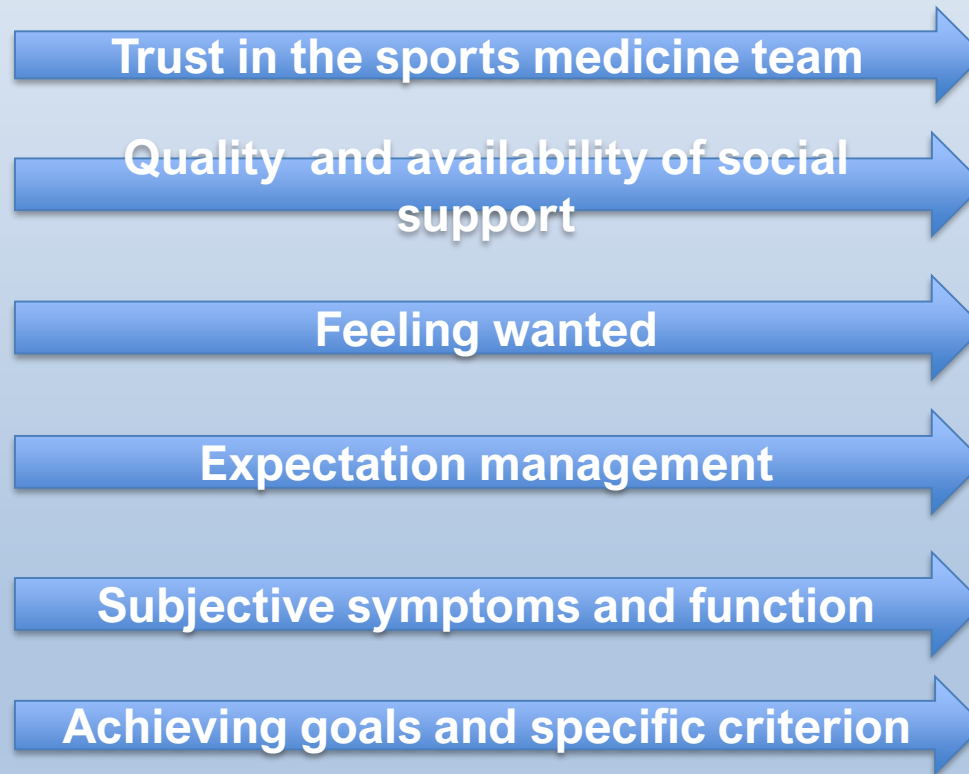 Trust in the sports medicine team
Quality  and availability of social
support
Feeling wanted
Expectation management
Subjective symptoms and function
Achieving goals and specific criterion